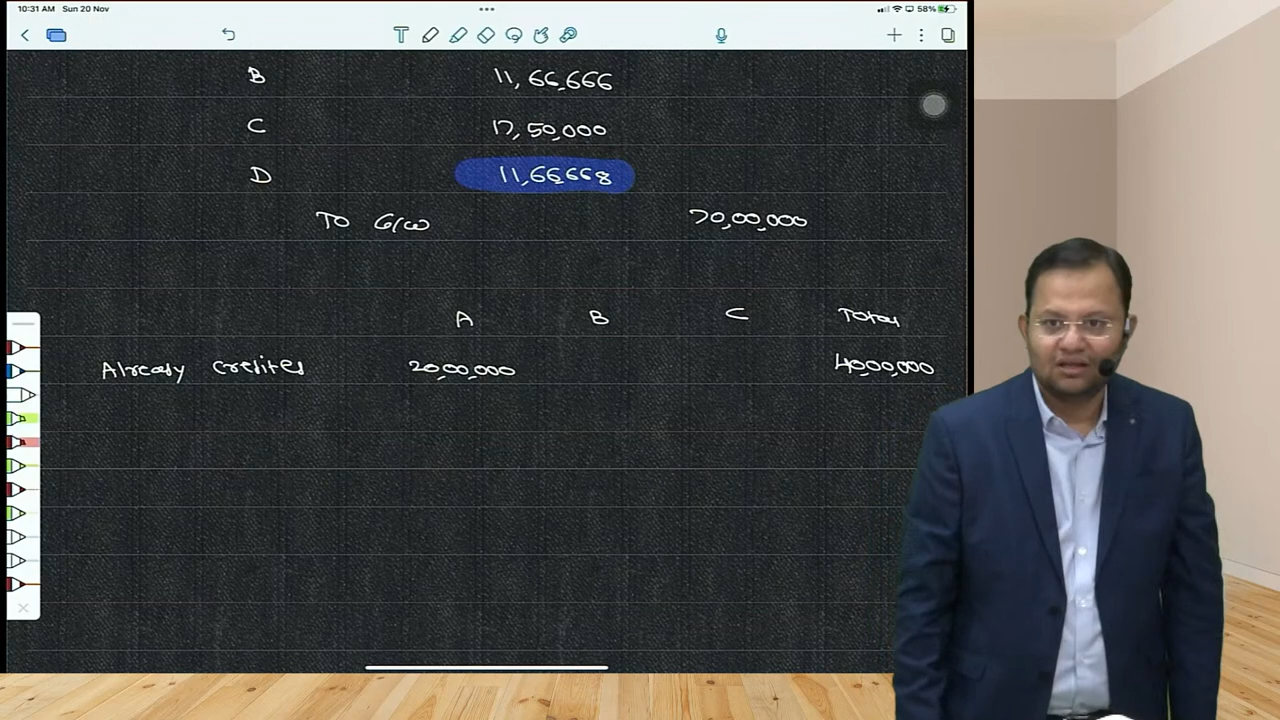 10:31 AM Sun 20 Nov
58%
B 11,66,666
C 17,50,000
D 11,66,668
TO G/W 70,00,000
A B C Total
Already credited 20,00,000 40,00,000